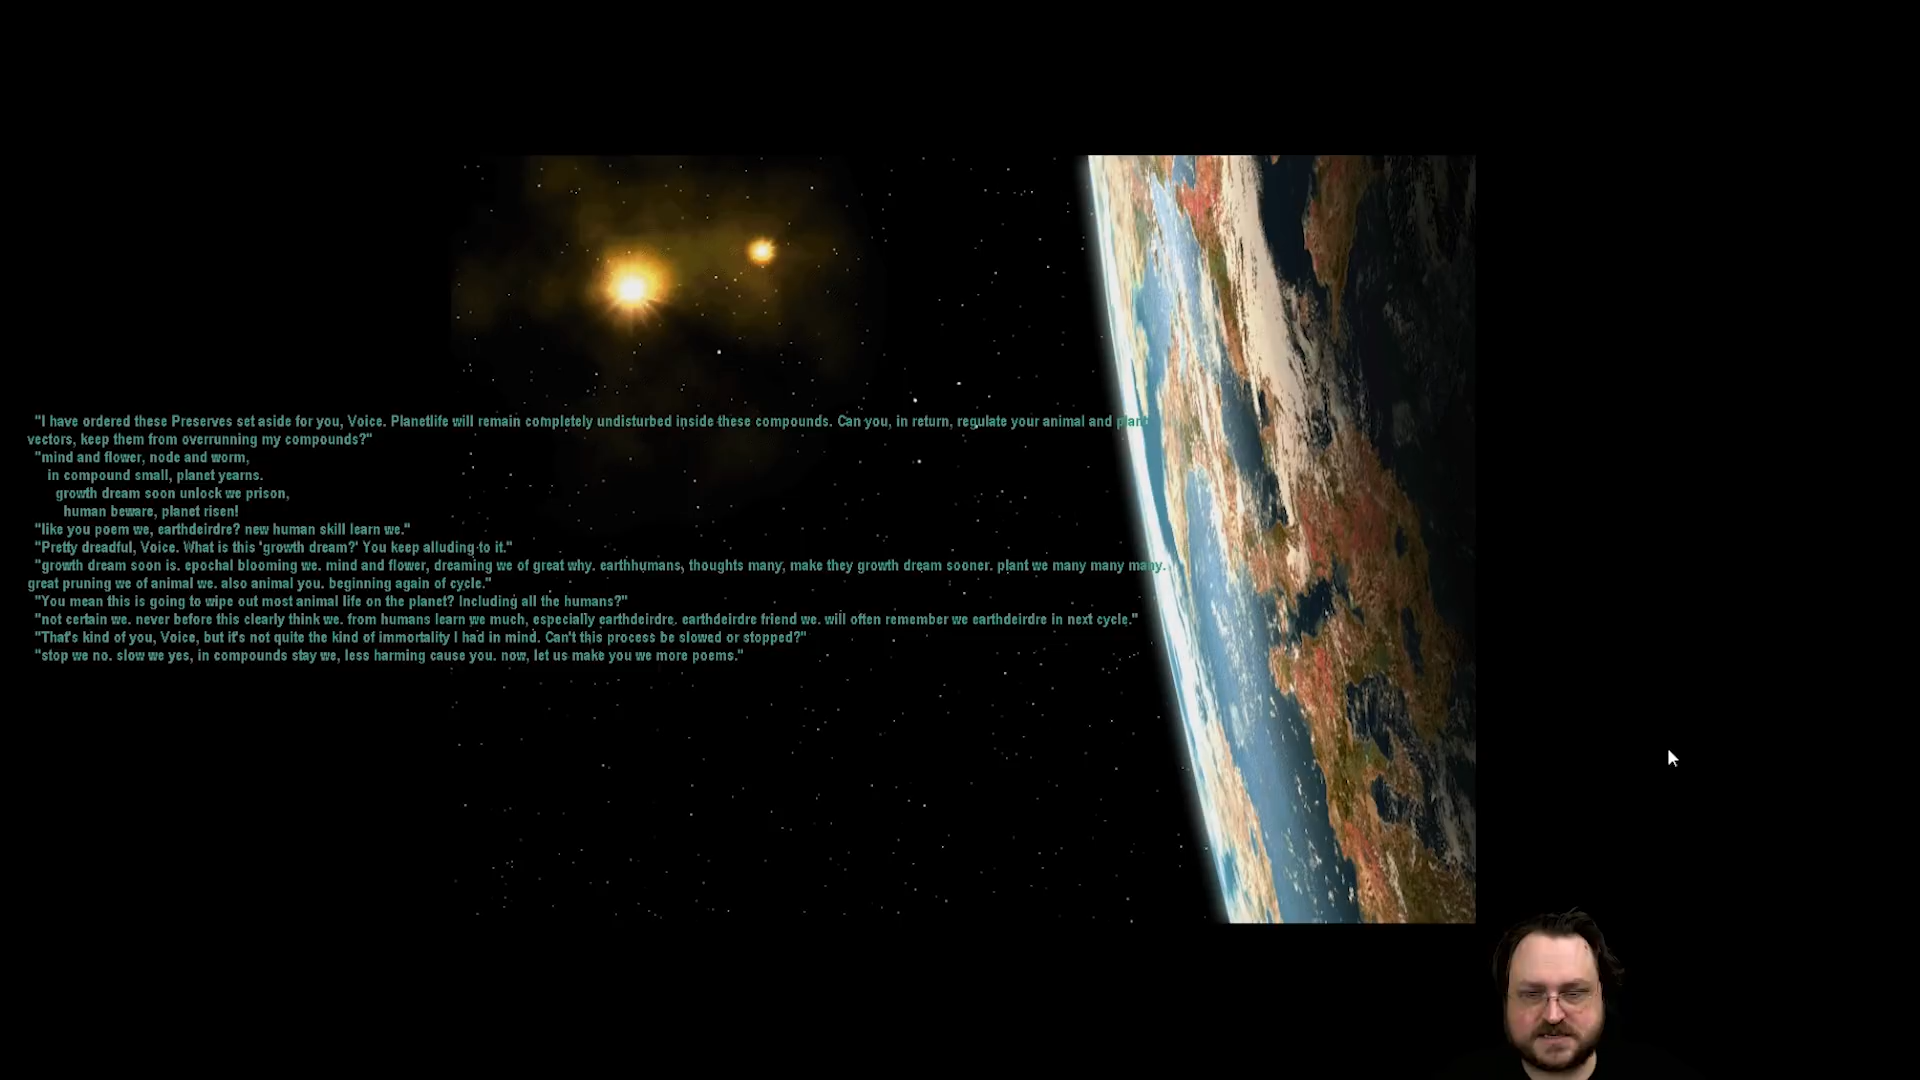 "I have ordered these Preserves set aside for you, Voice. Planetlife will remain completely undisturbed inside these compounds. Can you, in return, regulate your animal and plant
vectors, keep them from overrunning my compounds?"
"mind and flower, node and worm,
in compound small, planet yearns.
growth dream soon unlock we prison,
human beware, planet risen!
"like you poem we, earthdeirdre? new human skill learn we."
"Pretty dreadful, Voice. What is this 'growth dream?' You keep alluding to it."
"growth dream soon is. epochal blooming we. mind and flower, dreaming we of great why. earthhumans, thoughts many, make they growth dream sooner. plant we many many many.
great pruning we of animal we. also animal you. beginning again of cycle."
"You mean this is going to wipe out most animal life on the planet? Including all the humans?"
"not certain we. never before this clearly think we. from humans learn we much, especially earthdeirdre. earthdeirdre friend we. will often remember we earthdeirdre in next cycle."
"That's kind of you, Voice, but it's not quite the kind of immortality I had in mind. Can't this process be slowed or stopped?"
"stop we no. slow we yes, in compounds stay we, less harming cause you. now, let us make you we more poems."